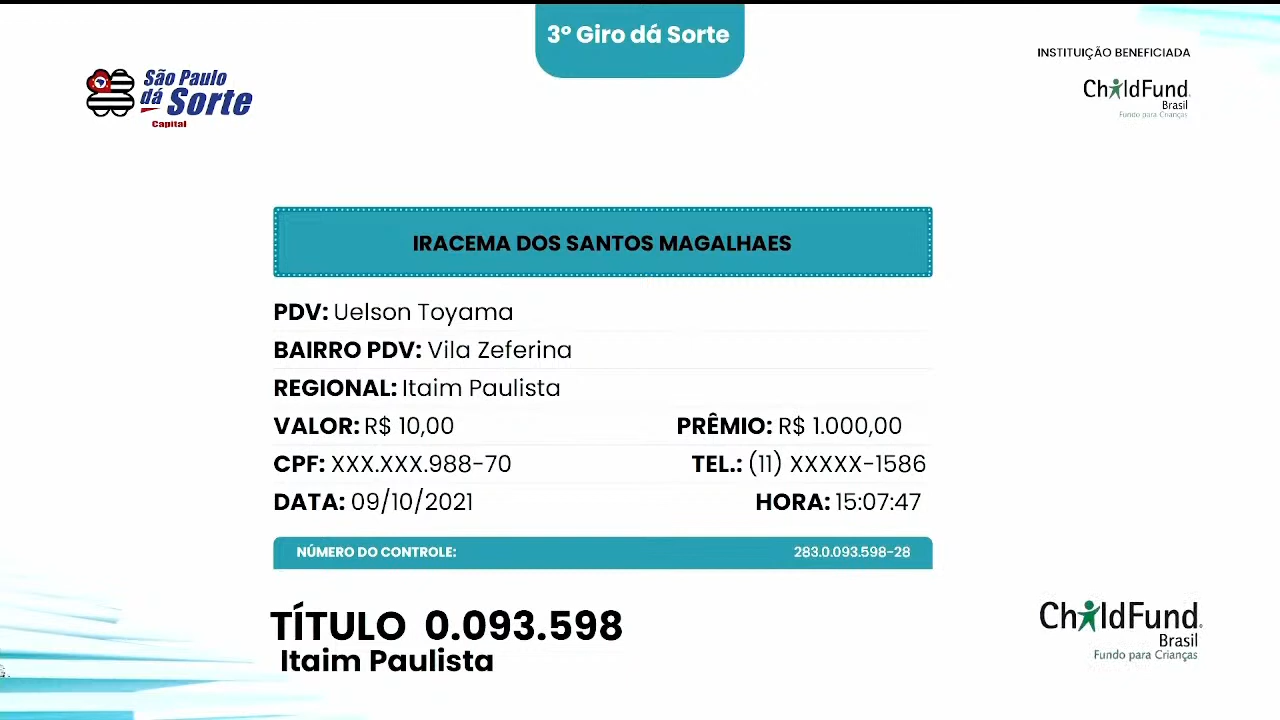 3º Giro dá Sorte
INSTITUIÇÃO BENEFICIADA
São Paulo
dá Sorte
Capital
ChildFund
Brasil
Fundo para Crianças
IRACEMA DOS SANTOS MAGALHAES
PDV: Uelson Toyama
BAIRRO PDV: Vila Zeferina
REGIONAL: Itaim Paulista
VALOR: R$ 10,00 PRÊMIO: R$ 1.000,00
CPF: XXX.XXX.988-70 TEL.: (11) XXXXX-1586
DATA: 09/10/2021 HORA: 15:07:47
NÚMERO DO CONTROLE: 283.0.093.598-28
TÍTULO 0.093.598
Itaim Paulista
ChildFund
Brasil
Fundo para Crianças